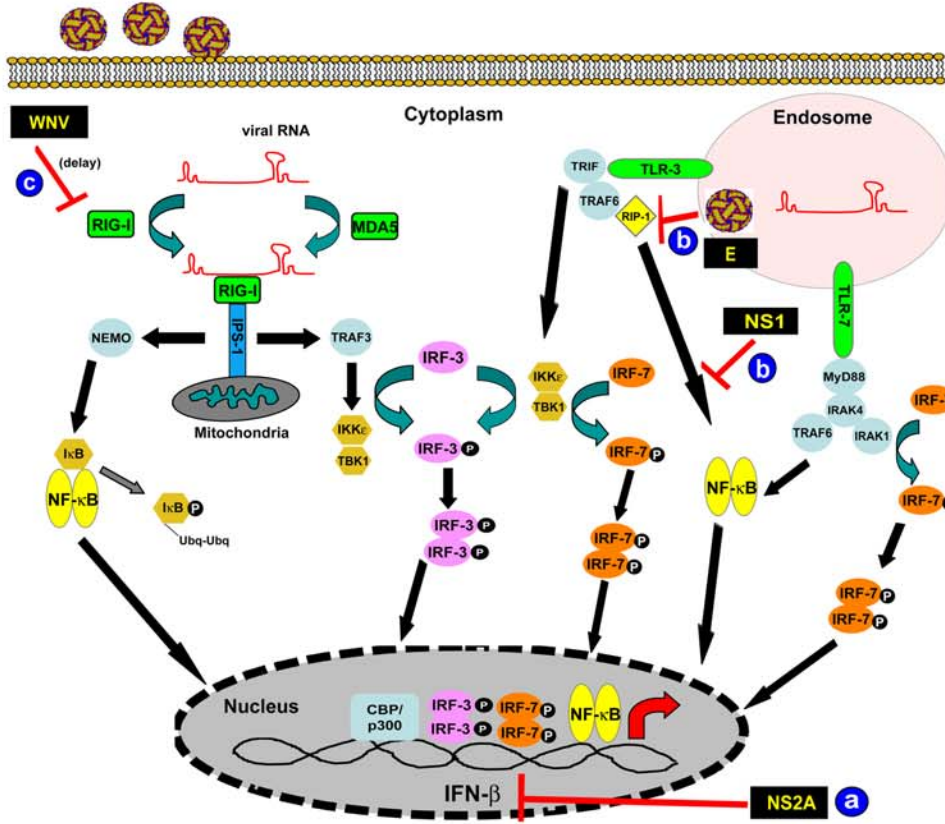 Cytoplasm
Endosome
WNV
(delay)
c
viral RNA
RIG-I
MDA5
RIG-I
IPS-1
Mitochondria
NEMO
TRAF3
IκB
NF-κB
IκB P
Ubq-Ubq
IKKε
TBK1
IRF-3
IRF-3 P
IRF-3 P
IRF-3 P
TRIF
TLR-3
TRAF6
RIP-1
b
E
IKKε
TBK1
IRF-7
IRF-7 P
IRF-7 P
IRF-7 P
NS1
b
NF-κB
TLR-7
MyD88
IRAK4
TRAF6
IRAK1
IRF-
IRF-7
IRF-7 P
IRF-7 P
Nucleus
CBP/
p300
IRF-3 P
IRF-3 P
IRF-7 P
IRF-7 P
NF-κB
IFN-β
NS2A
a